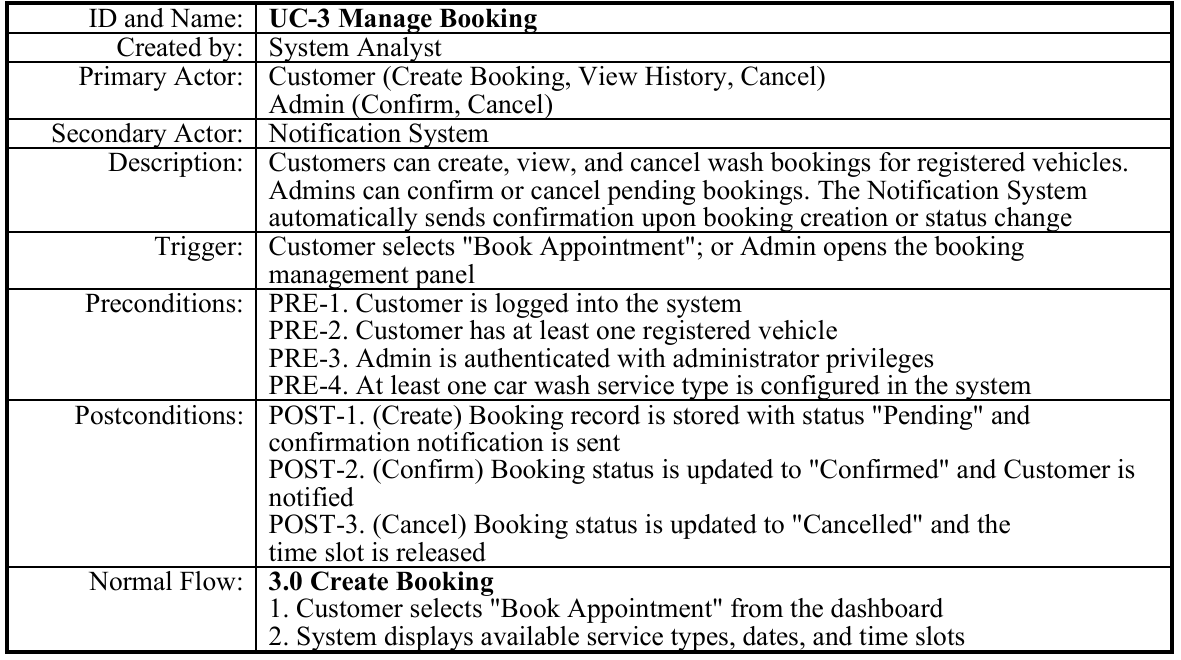 ID and Name: UC-3 Manage Booking
Created by: System Analyst
Primary Actor: Customer (Create Booking, View History, Cancel)
Admin (Confirm, Cancel)
Secondary Actor: Notification System
Description: Customers can create, view, and cancel wash bookings for registered vehicles.
Admins can confirm or cancel pending bookings. The Notification System
automatically sends confirmation upon booking creation or status change
Trigger: Customer selects "Book Appointment"; or Admin opens the booking
management panel
Preconditions: PRE-1. Customer is logged into the system
PRE-2. Customer has at least one registered vehicle
PRE-3. Admin is authenticated with administrator privileges
PRE-4. At least one car wash service type is configured in the system
Postconditions: POST-1. (Create) Booking record is stored with status "Pending" and
confirmation notification is sent
POST-2. (Confirm) Booking status is updated to "Confirmed" and Customer is
notified
POST-3. (Cancel) Booking status is updated to "Cancelled" and the
time slot is released
Normal Flow: 3.0 Create Booking
1. Customer selects "Book Appointment" from the dashboard
2. System displays available service types, dates, and time slots